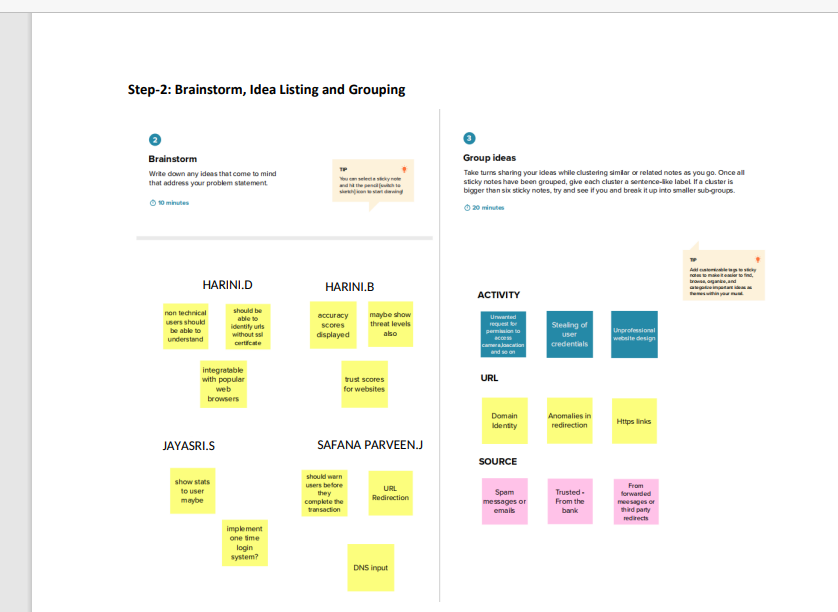 Step-2: Brainstorm, Idea Listing and Grouping
2
Brainstorm
Write down any ideas that come to mind
that address your problem statement.
10 minutes
TIP
You can select a sticky note
and hit the pencil [switch to
sketch] icon to start drawing!
HARINI.D
non technical
users should
be able to
understand
should be
able to
identify urls
without ssl
certifcate
integratable
with popular
web
browsers
HARINI.B
accuracy
scores
displayed
maybe show
threat levels
also
trust scores
for websites
JAYASRI.S
show stats
to user
maybe
implement
one time
login
system?
SAFANA PARVEEN.J
should warn
users before
they
complete the
transaction
URL
Redirection
DNS input
3
Group ideas
Take turns sharing your ideas while clustering similar or related notes as you go. Once all
sticky notes have been grouped, give each cluster a sentence-like label. If a cluster is
bigger than six sticky notes, try and see if you and break it up into smaller sub-groups.
20 minutes
TIP
Add customizable tags to sticky
notes to make it easier to find,
browse, organize, and
categorize important ideas as
themes within your mural.
ACTIVITY
Unwanted
request for
permission to
access
camera,loacation
and so on
Stealing of
user
credentials
Unprofessional
website design
URL
Domain
Identity
Anomalies in
redirection
Https links
SOURCE
Spam
messages or
emails
Trusted -
From the
bank
From
forwarded
meesages or
third party
redirects